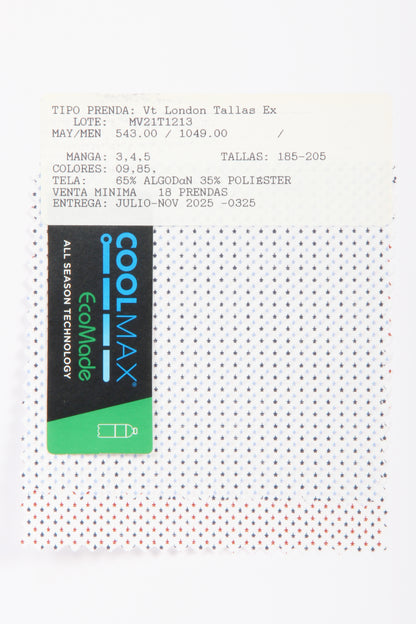 TIPO PRENDA: Vt London Tallas Ex
LOTE: MV21T1213
MAY/MEN 543.00 / 1049.00 /
MANGA: 3,4,5 TALLAS: 185-205
COLORES: 09,85,
TELA: 65% ALGODαN 35% POLIÉSTER
VENTA MINIMA 18 PRENDAS
ENTREGA: JULIO-NOV 2025 -0325
COOLMAX®
EcoMade
ALL SEASON TECHNOLOGY